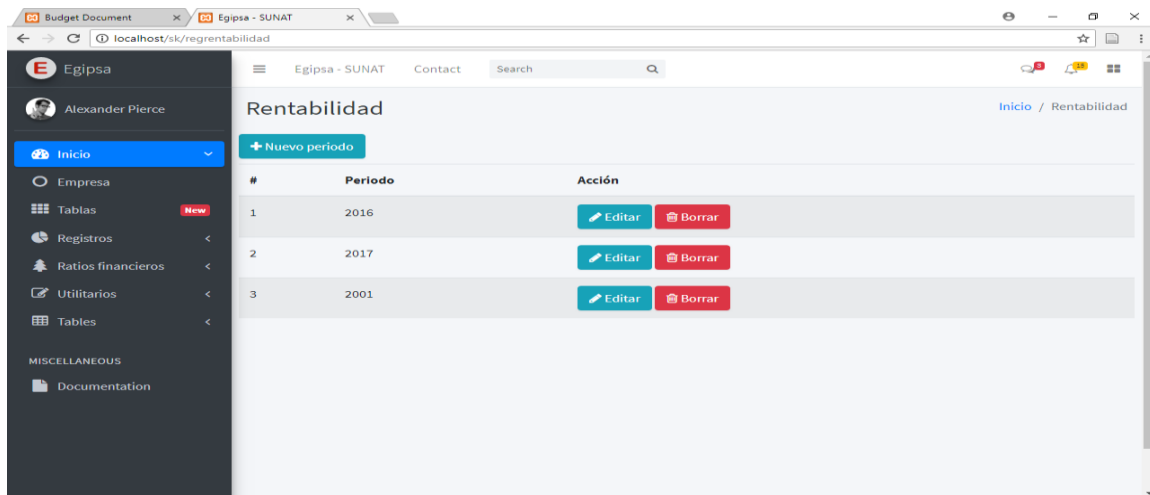 Budget Document
Egipsa - SUNAT
localhost/sk/regrentabilidad
E Egipsa
Egipsa - SUNAT Contact Search
3 15
Alexander Pierce
Rentabilidad
Inicio / Rentabilidad
Inicio
Nuevo periodo
Empresa
# Periodo Acción
Tablas New
1 2016 Editar Borrar
Registros
2 2017 Editar Borrar
Ratios financieros
Utilitarios
3 2001 Editar Borrar
Tables
MISCELLANEOUS
Documentation